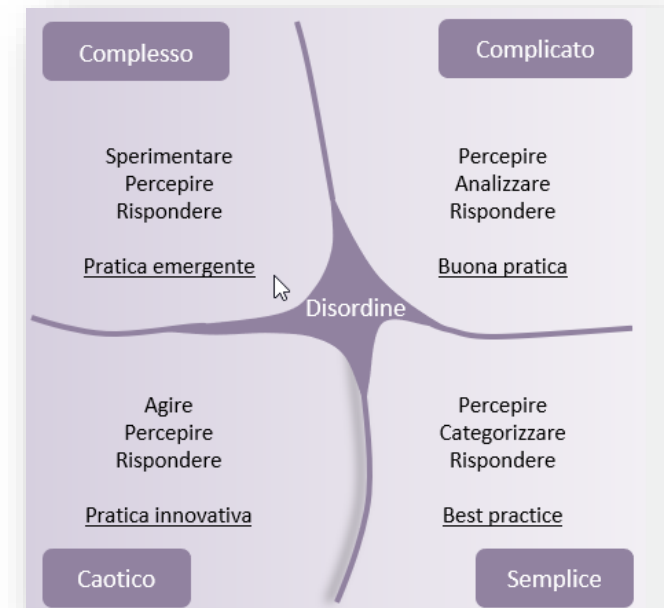 Complesso
Complicato
Sperimentare
Percepire
Rispondere
Pratica emergente
Percepire
Analizzare
Rispondere
Buona pratica
Disordine
Agire
Percepire
Rispondere
Pratica innovativa
Percepire
Categorizzare
Rispondere
Best practice
Caotico
Semplice